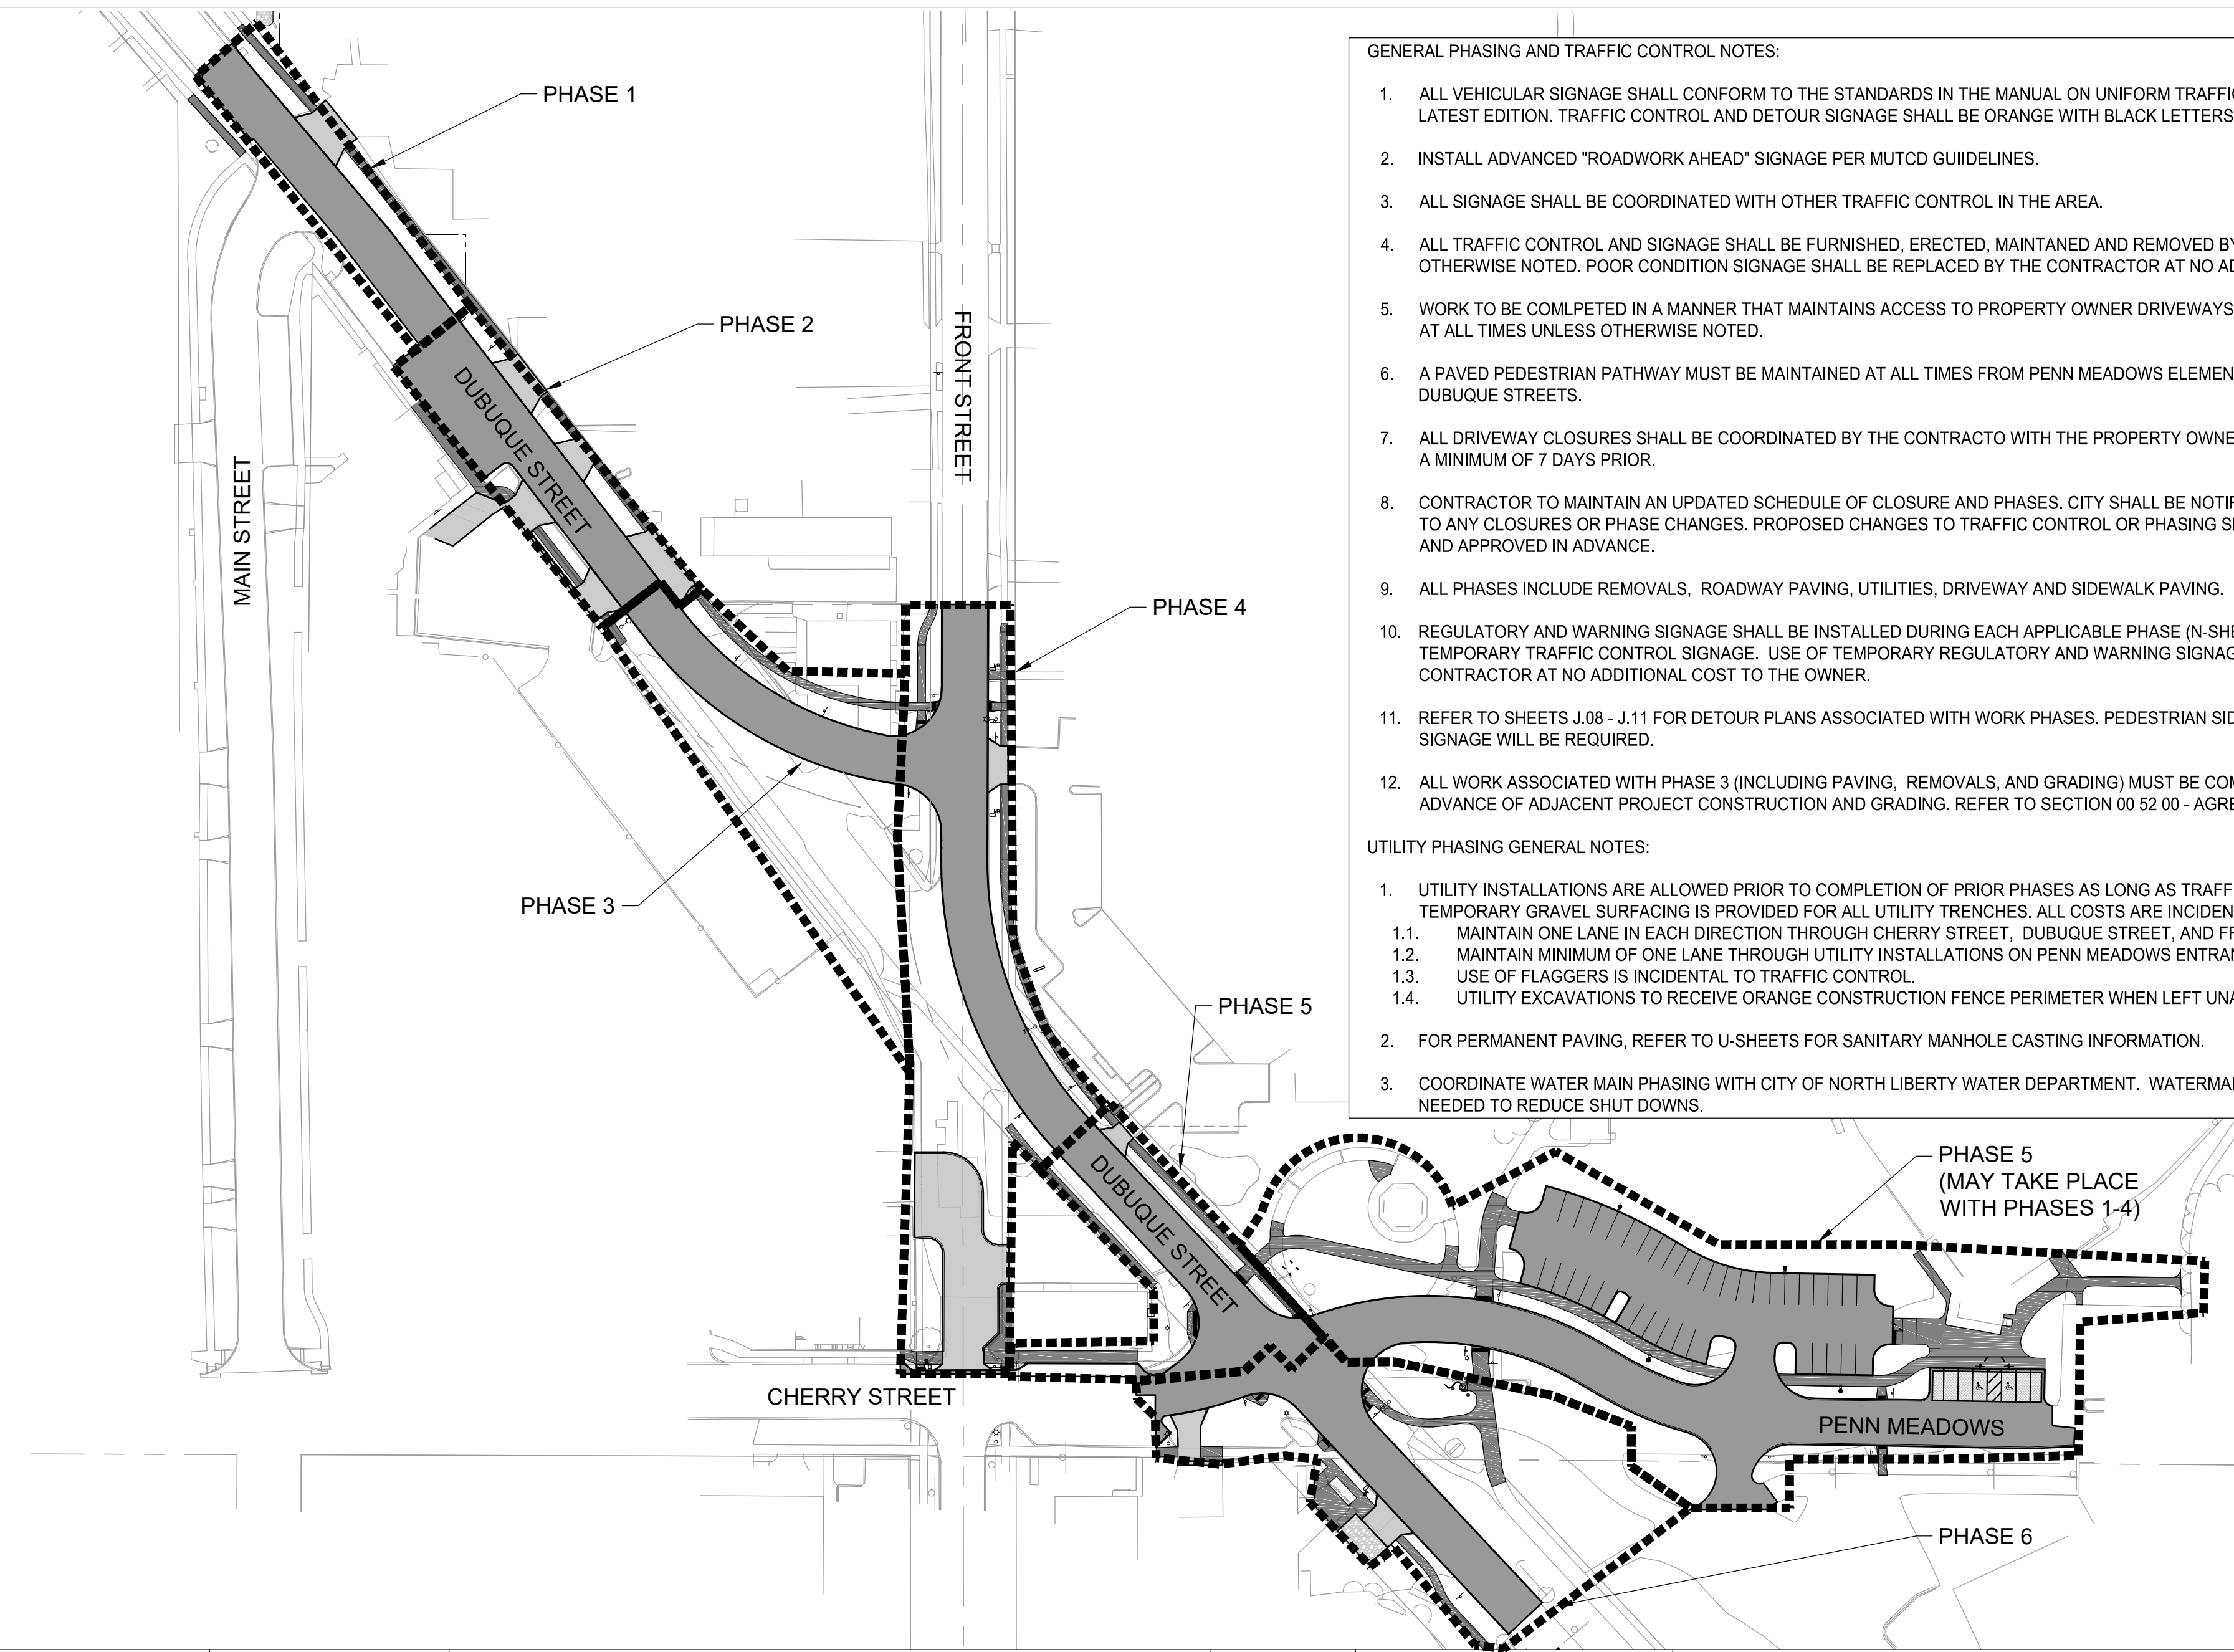 PHASE 1
PHASE 2
FRONT STREET
DUBUQUE STREET
MAIN STREET
PHASE 4
PHASE 3
PHASE 5
DUBUQUE STREET
CHERRY STREET
PHASE 5
(MAY TAKE PLACE
WITH PHASES 1-4)
PENN MEADOWS
PHASE 6
GENERAL PHASING AND TRAFFIC CONTROL NOTES:
1. ALL VEHICULAR SIGNAGE SHALL CONFORM TO THE STANDARDS IN THE MANUAL ON UNIFORM
LATEST EDITION. TRAFFIC CONTROL AND DETOUR SIGNAGE SHALL BE ORANGE WITH BLACK LETTERS
2. INSTALL ADVANCED "ROADWORK AHEAD" SIGNAGE PER MUTCD GUIIDELINES.
3. ALL SIGNAGE SHALL BE COORDINATED WITH OTHER TRAFFIC CONTROL IN THE AREA.
4. ALL TRAFFIC CONTROL AND SIGNAGE SHALL BE FURNISHED, ERECTED, MAINTANED AND REMOVED BY
OTHERWISE NOTED. POOR CONDITION SIGNAGE SHALL BE REPLACED BY THE CONTRACTOR AT NO
5. WORK TO BE COMLPETED IN A MANNER THAT MAINTAINS ACCESS TO PROPERTY OWNER DRIVEWAYS
AT ALL TIMES UNLESS OTHERWISE NOTED.
6. A PAVED PEDESTRIAN PATHWAY MUST BE MAINTAINED AT ALL TIMES FROM PENN MEADOWS
DUBUQUE STREETS.
7. ALL DRIVEWAY CLOSURES SHALL BE COORDINATED BY THE CONTRACTO WITH THE PROPERTY
A MINIMUM OF 7 DAYS PRIOR.
8. CONTRACTOR TO MAINTAIN AN UPDATED SCHEDULE OF CLOSURE AND PHASES. CITY SHALL BE
TO ANY CLOSURES OR PHASE CHANGES. PROPOSED CHANGES TO TRAFFIC CONTROL OR PHASING
AND APPROVED IN ADVANCE.
9. ALL PHASES INCLUDE REMOVALS, ROADWAY PAVING, UTILITIES, DRIVEWAY AND SIDEWALK PAVING.
10. REGULATORY AND WARNING SIGNAGE SHALL BE INSTALLED DURING EACH APPLICABLE PHASE
TEMPORARY TRAFFIC CONTROL SIGNAGE. USE OF TEMPORARY REGULATORY AND WARNING
CONTRACTOR AT NO ADDITIONAL COST TO THE OWNER.
11. REFER TO SHEETS J.08 - J.11 FOR DETOUR PLANS ASSOCIATED WITH WORK PHASES. PEDESTRIAN
SIGNAGE WILL BE REQUIRED.
12. ALL WORK ASSOCIATED WITH PHASE 3 (INCLUDING PAVING, REMOVALS, AND GRADING) MUST BE
ADVANCE OF ADJACENT PROJECT CONSTRUCTION AND GRADING. REFER TO SECTION 00 52 00 -
UTILITY PHASING GENERAL NOTES:
1. UTILITY INSTALLATIONS ARE ALLOWED PRIOR TO COMPLETION OF PRIOR PHASES AS LONG AS
TEMPORARY GRAVEL SURFACING IS PROVIDED FOR ALL UTILITY TRENCHES. ALL COSTS ARE
1.1. MAINTAIN ONE LANE IN EACH DIRECTION THROUGH CHERRY STREET, DUBUQUE STREET, AND
1.2. MAINTAIN MINIMUM OF ONE LANE THROUGH UTILITY INSTALLATIONS ON PENN MEADOWS
1.3. USE OF FLAGGERS IS INCIDENTAL TO TRAFFIC CONTROL.
1.4. UTILITY EXCAVATIONS TO RECEIVE ORANGE CONSTRUCTION FENCE PERIMETER WHEN LEFT
2. FOR PERMANENT PAVING, REFER TO U-SHEETS FOR SANITARY MANHOLE CASTING INFORMATION.
3. COORDINATE WATER MAIN PHASING WITH CITY OF NORTH LIBERTY WATER DEPARTMENT.
NEEDED TO REDUCE SHUT DOWNS.